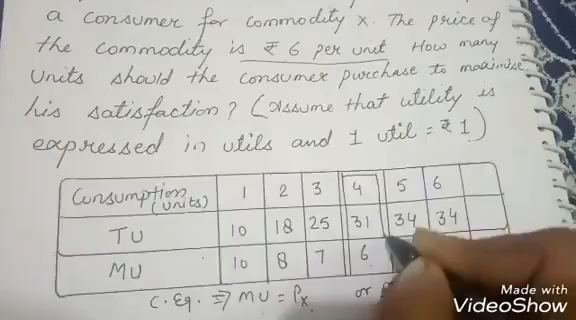 a consumer for commodity x. The price of
the commodity is ₹ 6 per unit How many
units should the consumer purchase to maximise
his satisfaction? (Assume that utility is
expressed in utils and 1 util = ₹ 1)
Consumption (units) 1 2 3 4 5 6
TU 10 18 25 31 34 34
MU 10 8 7 6
C. Eq. ⇒ MU = Px or
Made with
VideoShow